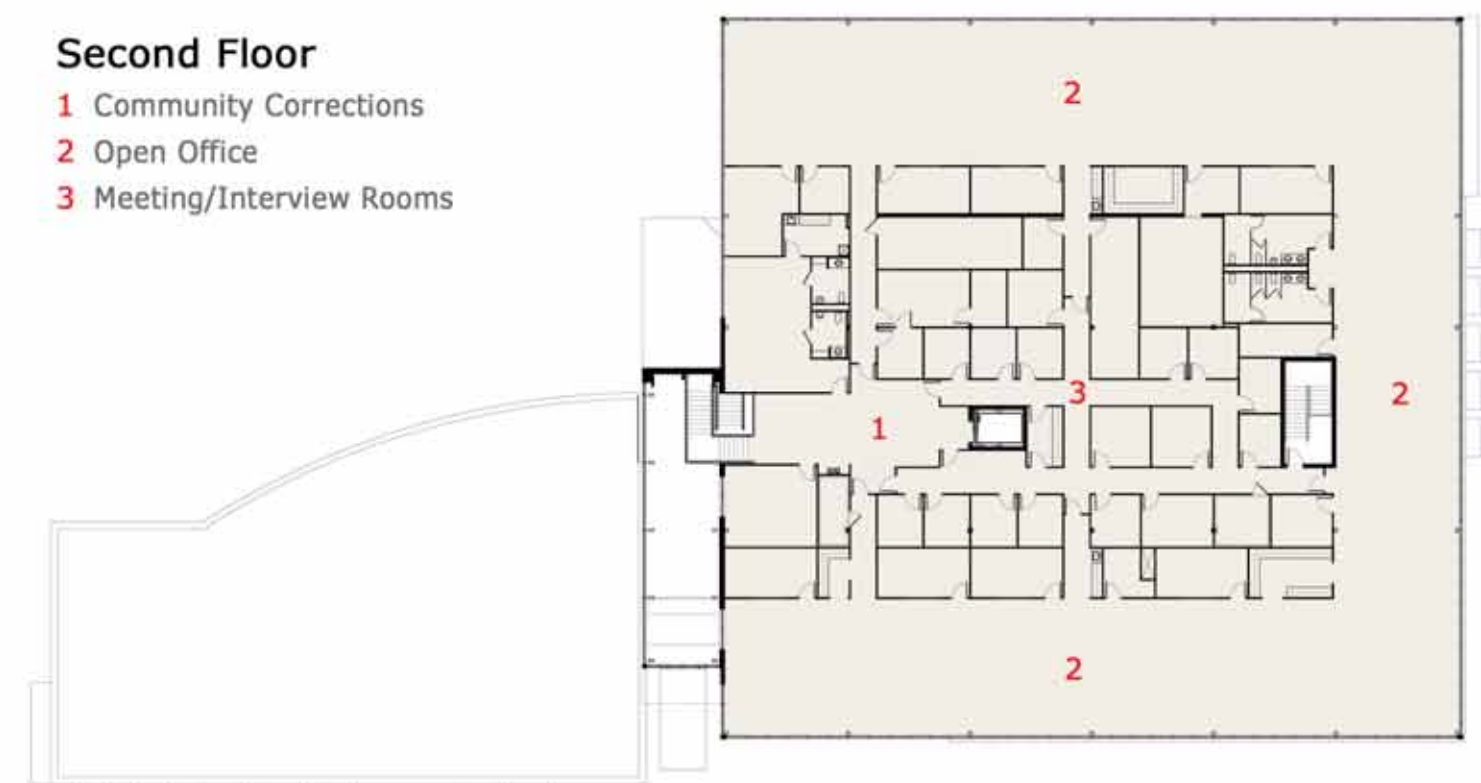 Second Floor
1 Community Corrections
2 Open Office
3 Meeting/Interview Rooms
2
3
2
1
2